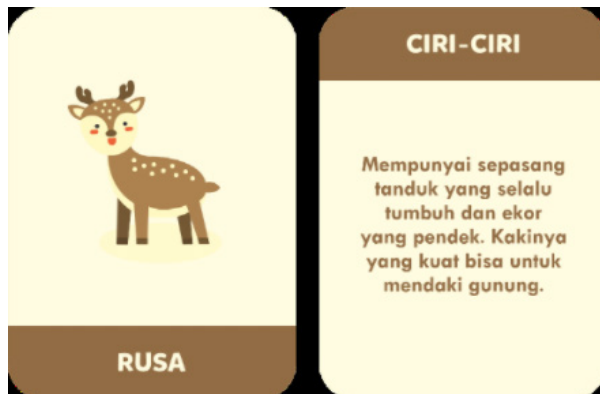 RUSA
CIRI-CIRI
Mempunyai sepasang
tanduk yang selalu
tumbuh dan ekor
yang pendek. Kakinya
yang kuat bisa untuk
mendaki gunung.